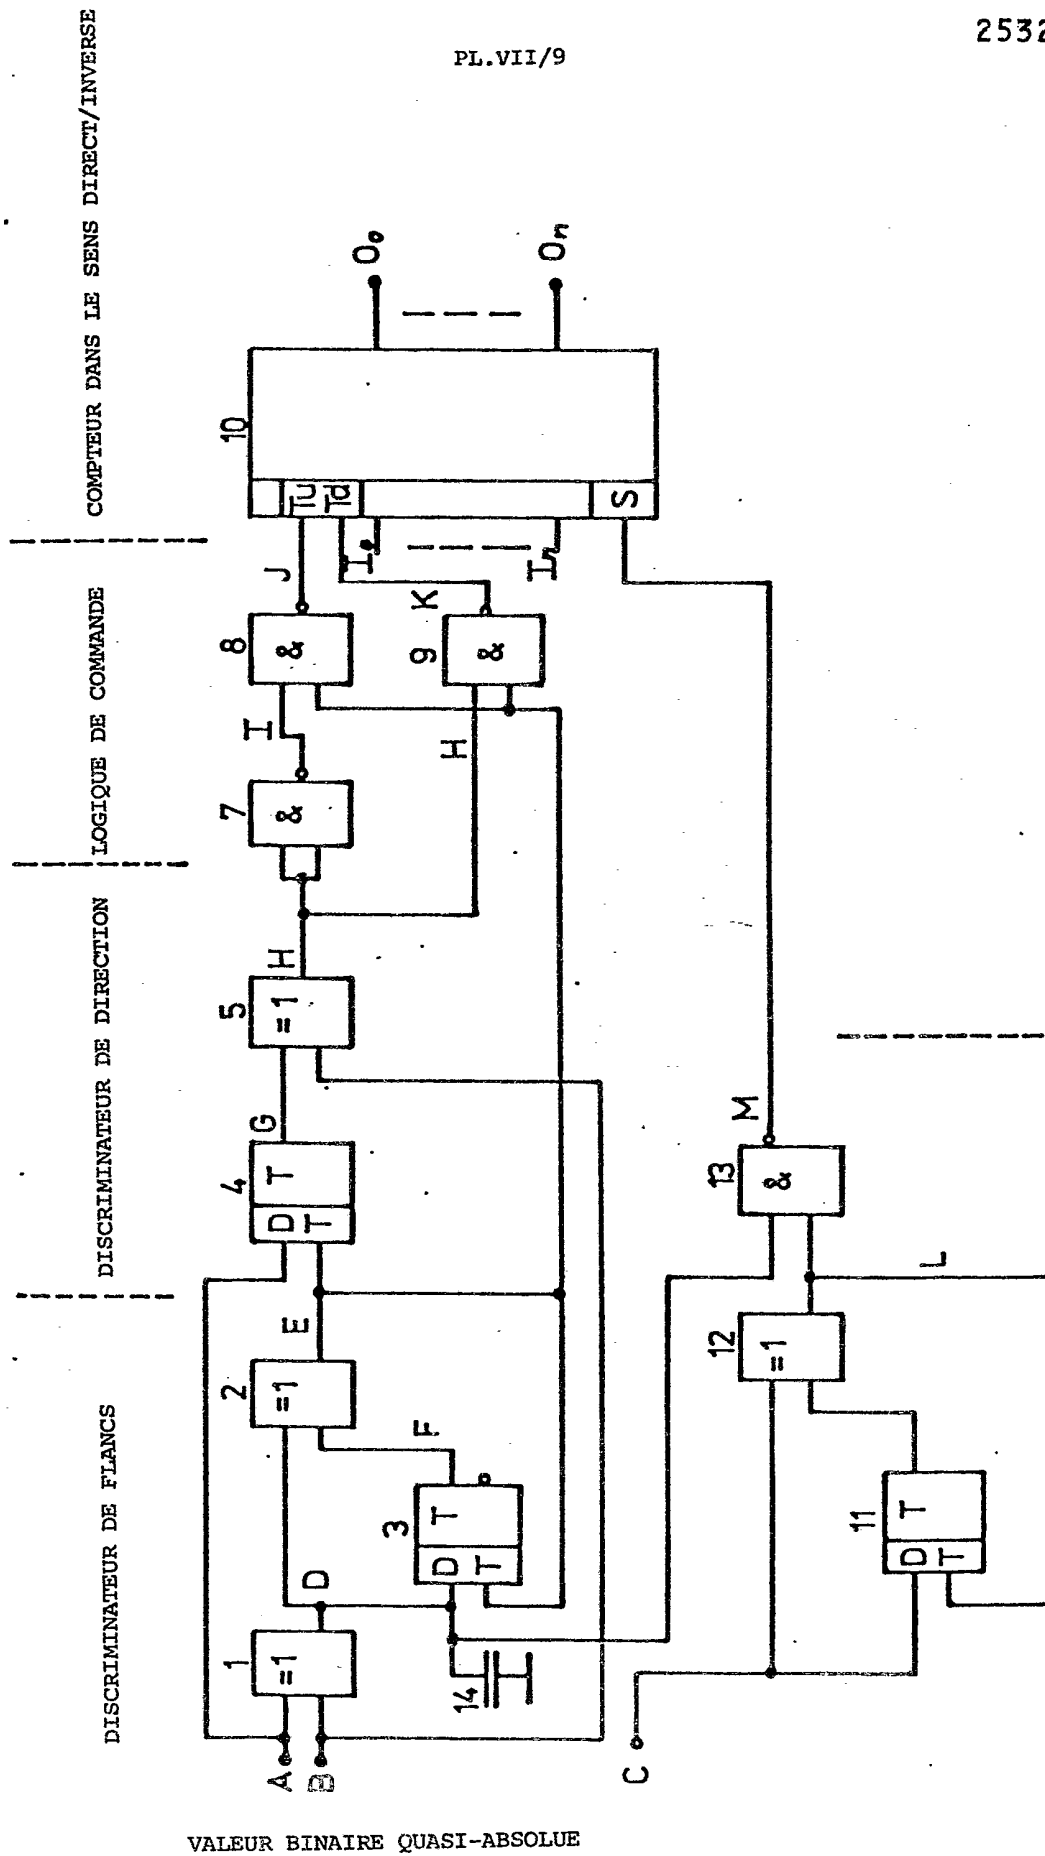 PL.VII/9
2532
DISCRIMINATEUR DE FLANCS
DISCRIMINATEUR DE DIRECTION
LOGIQUE DE COMMANDE
COMPTEUR DANS LE SENS DIRECT/INVERSE
VALEUR BINAIRE QUASI-ABSOLUE
A
B
1
=1
D
14
2
=1
E
3
D
T
T
F
4
D
T
T
G
5
=1
H
H
7
&
I
8
&
J
9
&
K
10
Tu
Td
I0
In
S
O0
On
C
11
D
T
T
12
=1
L
13
&
M